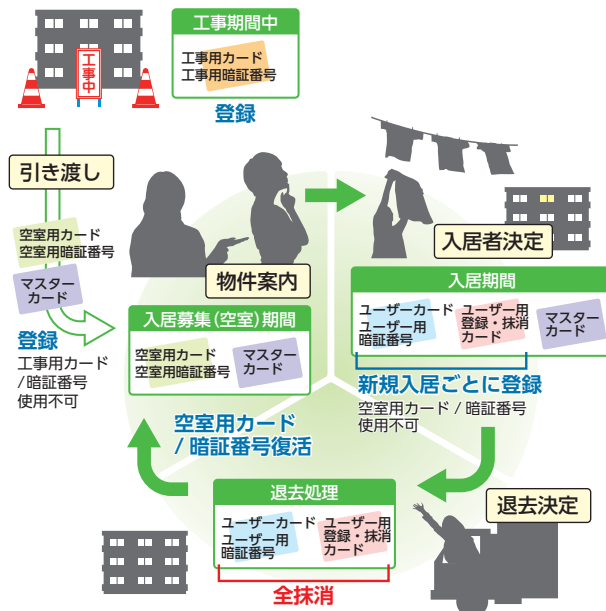 工事期間中
工事用カード
工事用暗証番号
登録
工事中
引き渡し
空室用カード
空室用暗証番号
マスター
カード
登録
工事用カード
/暗証番号
使用不可
物件案内
入居募集(空室)期間
空室用カード
空室用暗証番号
マスター
カード
入居者決定
入居期間
ユーザーカード
ユーザー用
暗証番号
ユーザー用
登録・抹消
カード
マスター
カード
新規入居ごとに登録
空室用カード / 暗証番号
使用不可
退去決定
退去処理
ユーザーカード
ユーザー用
暗証番号
ユーザー用
登録・抹消
カード
全抹消
空室用カード
/ 暗証番号復活